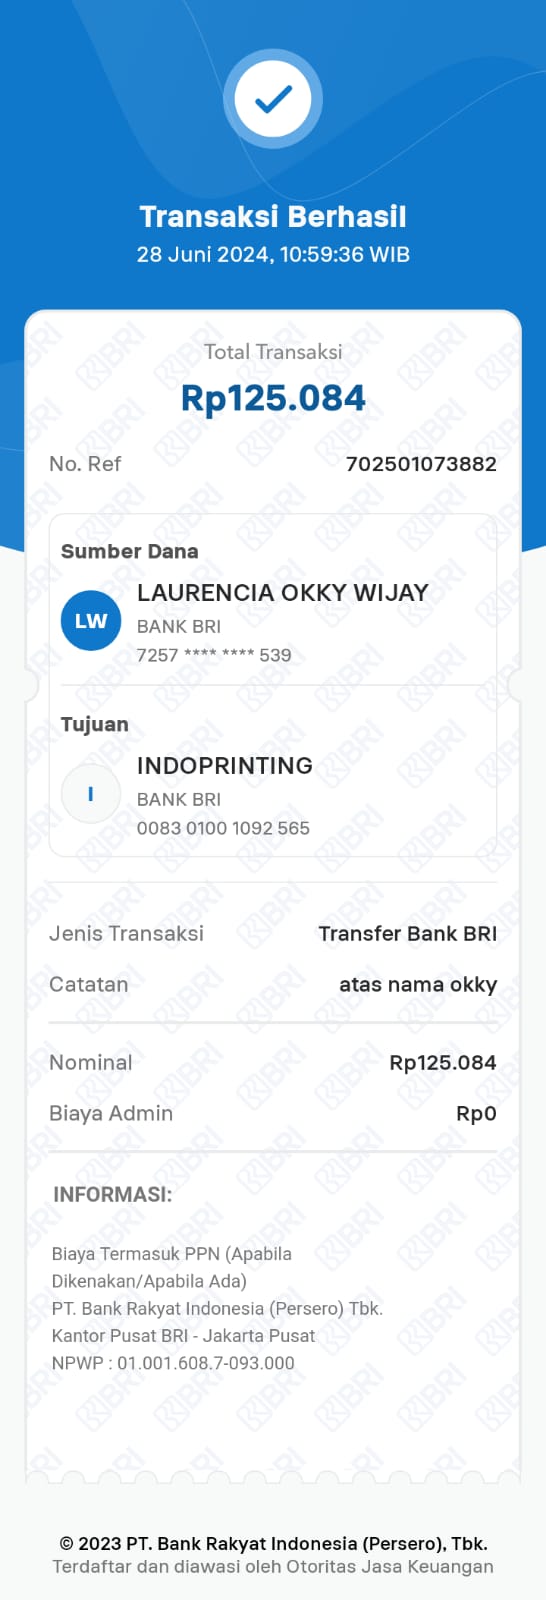 Transaksi Berhasil
28 Juni 2024, 10:59:36 WIB
Total Transaksi
Rp125.084
No. Ref 702501073882
Sumber Dana
LW
LAURENCIA OKKY WIJAY
BANK BRI
7257 **** **** 539
Tujuan
I
INDOPRINTING
BANK BRI
0083 0100 1092 565
Jenis Transaksi Transfer Bank BRI
Catatan atas nama okky
Nominal Rp125.084
Biaya Admin Rp0
INFORMASI:
Biaya Termasuk PPN (Apabila
Dikenakan/Apabila Ada)
PT. Bank Rakyat Indonesia (Persero) Tbk.
Kantor Pusat BRI - Jakarta Pusat
NPWP : 01.001.608.7-093.000
© 2023 PT. Bank Rakyat Indonesia (Persero), Tbk.
Terdaftar dan diawasi oleh Otoritas Jasa Keuangan